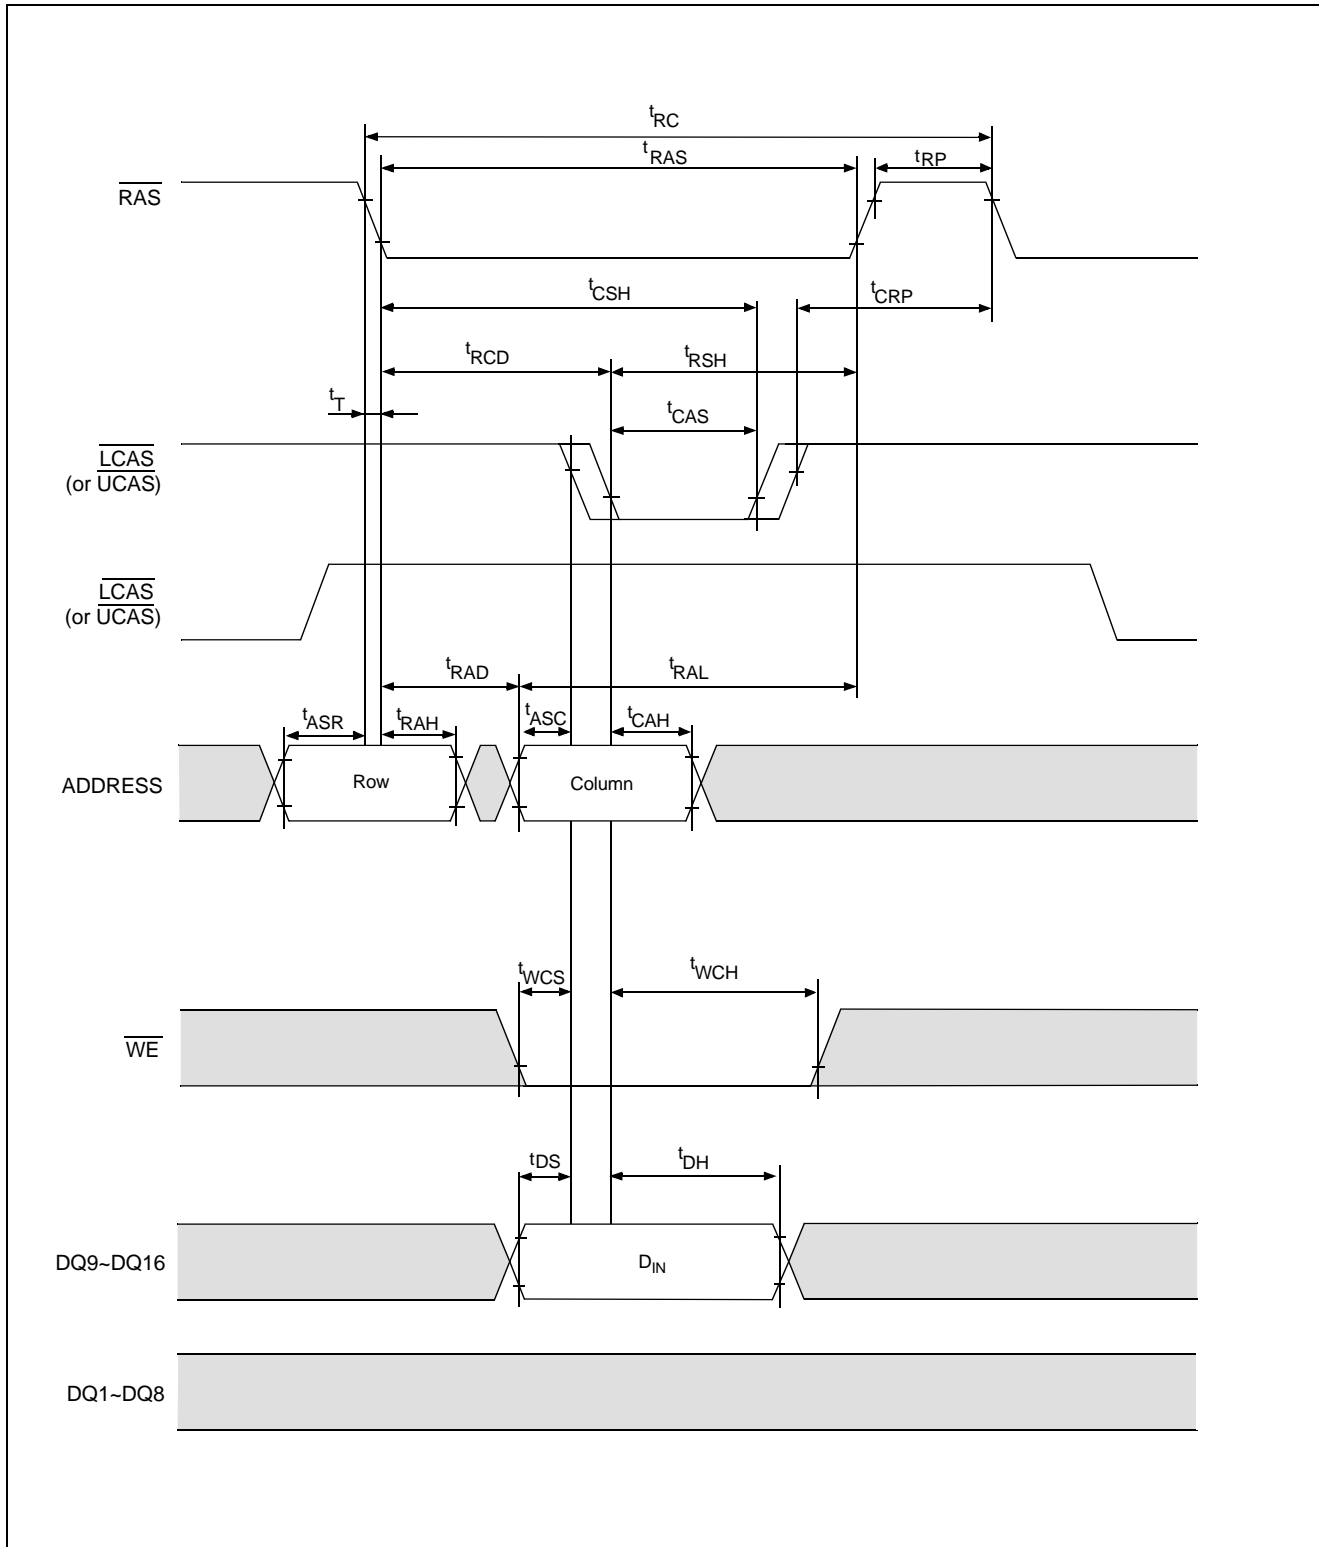 tRC
tRAS
tRP
RAS
tCSH
tCRP
tRCD
tRSH
tT
tCAS
LCAS
(or UCAS)
LCAS
(or UCAS)
tRAD
tRAL
tASR
tRAH
tASC
tCAH
ADDRESS
Row
Column
tWCS
tWCH
WE
tDS
tDH
DQ9~DQ16
DIN
DQ1~DQ8